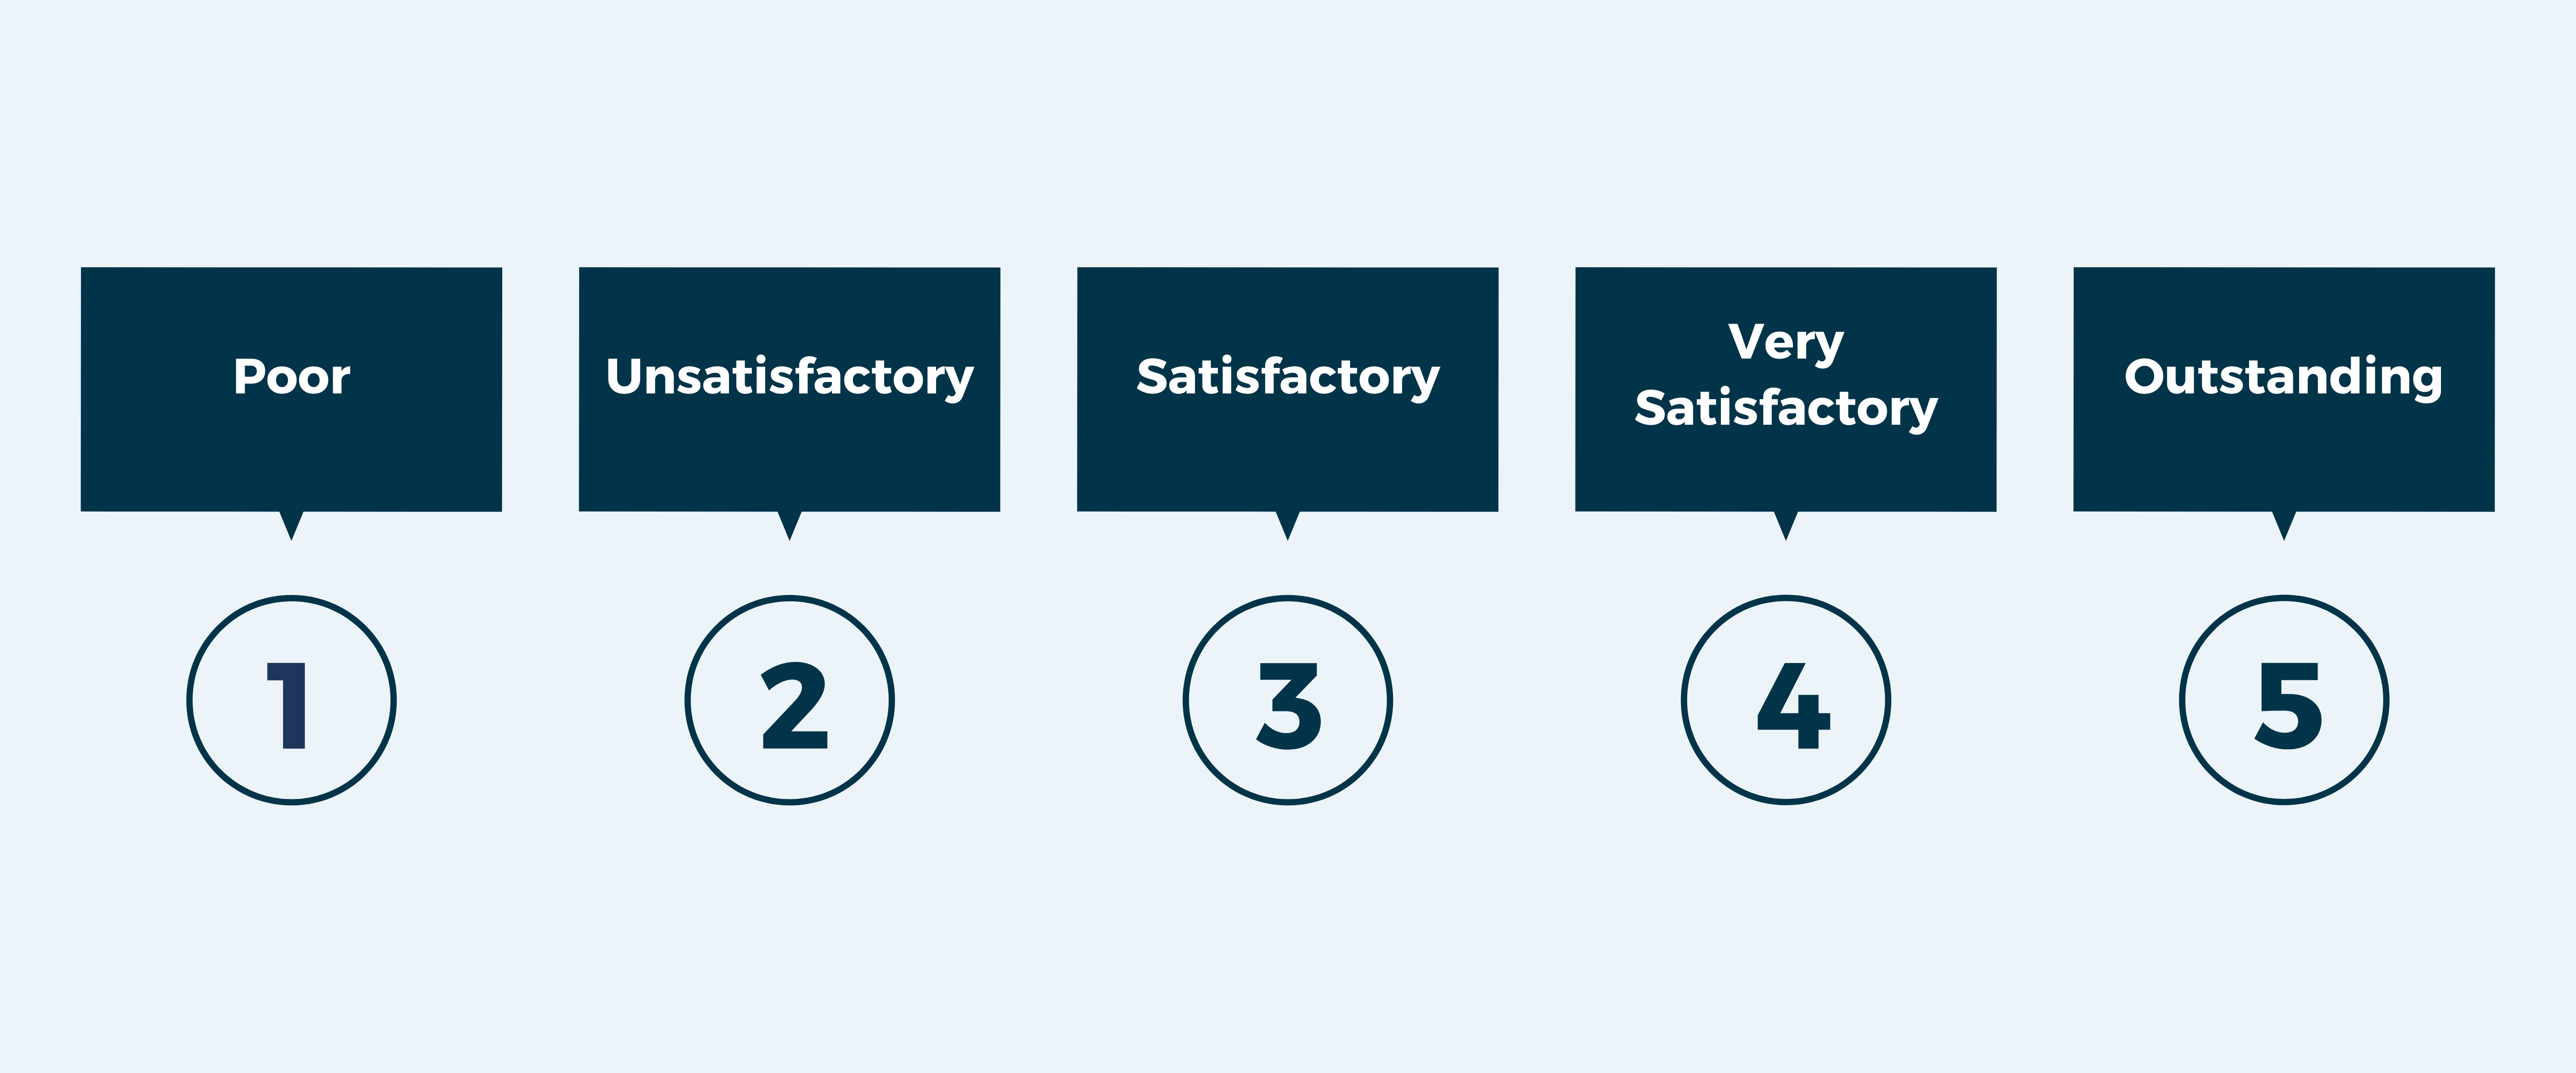 Poor
Unsatisfactory
Satisfactory
Very
Satisfactory
Outstanding
1
2
3
4
5